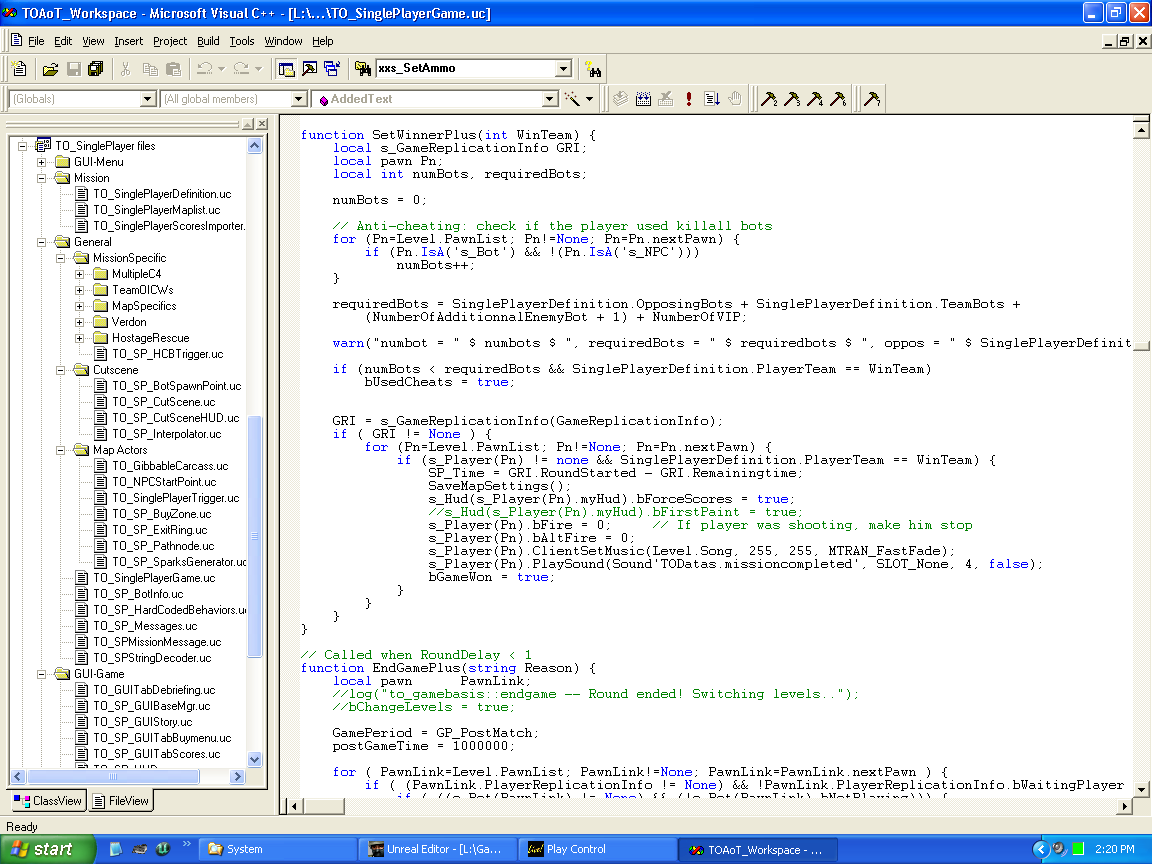 TOAoT_Workspace - Microsoft Visual C++ - [L:\...\TO_SinglePlayerGame.uc]
File Edit View Insert Project Build Tools Window Help
xxs_SetAmmo
(Globals) (All global members) AddedText
TO_SinglePlayer files
GUI-Menu
Mission
TO_SinglePlayerDefinition.uc
TO_SinglePlayerMaplist.uc
TO_SinglePlayerScoresImporter.
General
MissionSpecific
MultipleC4
TeamOICWs
MapSpecifics
Verdon
HostageRescue
TO_SP_HCBTrigger.uc
Cutscene
TO_SP_BotSpawnPoint.uc
TO_SP_CutScene.uc
TO_SP_CutSceneHUD.uc
TO_SP_Interpolator.uc
Map Actors
TO_GibbableCarcass.uc
TO_NPCStartPoint.uc
TO_SinglePlayerTrigger.uc
TO_SP_BuyZone.uc
TO_SP_ExitRing.uc
TO_SP_Pathnode.uc
TO_SP_SparksGenerator.uc
TO_SinglePlayerGame.uc
TO_SP_BotInfo.uc
TO_SP_HardCodedBehaviors.uc
TO_SP_Messages.uc
TO_SPMissionMessage.uc
TO_SPStringDecoder.uc
GUI-Game
TO_GUITabDebriefing.uc
TO_SP_GUIBaseMgr.uc
TO_SP_GUIStory.uc
TO_SP_GUITabBuymenu.uc
TO_SP_GUITabScores.uc
ClassView FileView
function SetWinnerPlus(int WinTeam) {
local s_GameReplicationInfo GRI;
local pawn Pn;
local int numBots, requiredBots;
numBots = 0;
// Anti-cheating: check if the player used killall bots
for (Pn=Level.PawnList; Pn!=None; Pn=Pn.nextPawn) {
if (Pn.IsA('s_Bot') && !(Pn.IsA('s_NPC')))
numBots++;
}
requiredBots = SinglePlayerDefinition.OpposingBots + SinglePlayerDefinition.TeamBots +
(NumberOfAdditionnalEnemyBot + 1) + NumberOfVIP;
warn("numbot = " $ numbots $ ", requiredBots = " $ requiredbots $ ", oppos = " $ SinglePlayerDefinit
if (numBots < requiredBots && SinglePlayerDefinition.PlayerTeam == WinTeam)
bUsedCheats = true;
GRI = s_GameReplicationInfo(GameReplicationInfo);
if ( GRI != None ) {
for (Pn=Level.PawnList; Pn!=None; Pn=Pn.nextPawn) {
if (s_Player(Pn) != none && SinglePlayerDefinition.PlayerTeam == WinTeam) {
SP_Time = GRI.RoundStarted - GRI.Remainingtime;
SaveMapSettings();
s_Hud(s_Player(Pn).myHud).bForceScores = true;
//s_Hud(s_Player(Pn).myHud).bFirstPaint = true;
s_Player(Pn).bFire = 0; // If player was shooting, make him stop
s_Player(Pn).bAltFire = 0;
s_Player(Pn).ClientSetMusic(Level.Song, 255, 255, MTRAN_FastFade);
s_Player(Pn).PlaySound(Sound'TODatas.missioncompleted', SLOT_None, 4, false);
bGameWon = true;
}
}
}
}
// Called when RoundDelay < 1
function EndGamePlus(string Reason) {
local pawn PawnLink;
//log("to_gamebasis::endgame -- Round ended! Switching levels..");
//bChangeLevels = true;
GamePeriod = GP_PostMatch;
postGameTime = 1000000;
for ( PawnLink=Level.PawnList; PawnLink!=None; PawnLink=PawnLink.nextPawn ) {
if ( (PawnLink.PlayerReplicationInfo != None) && !PawnLink.PlayerReplicationInfo.bWaitingPlayer
if ( ((s_Bot(PawnLink) != None) && (!s_Bot(PawnLink).bNotPlaying))) {
Ready
start System Unreal Editor - [L:\Ga... Live! Play Control TOAoT_Workspace - ... 2:20 PM